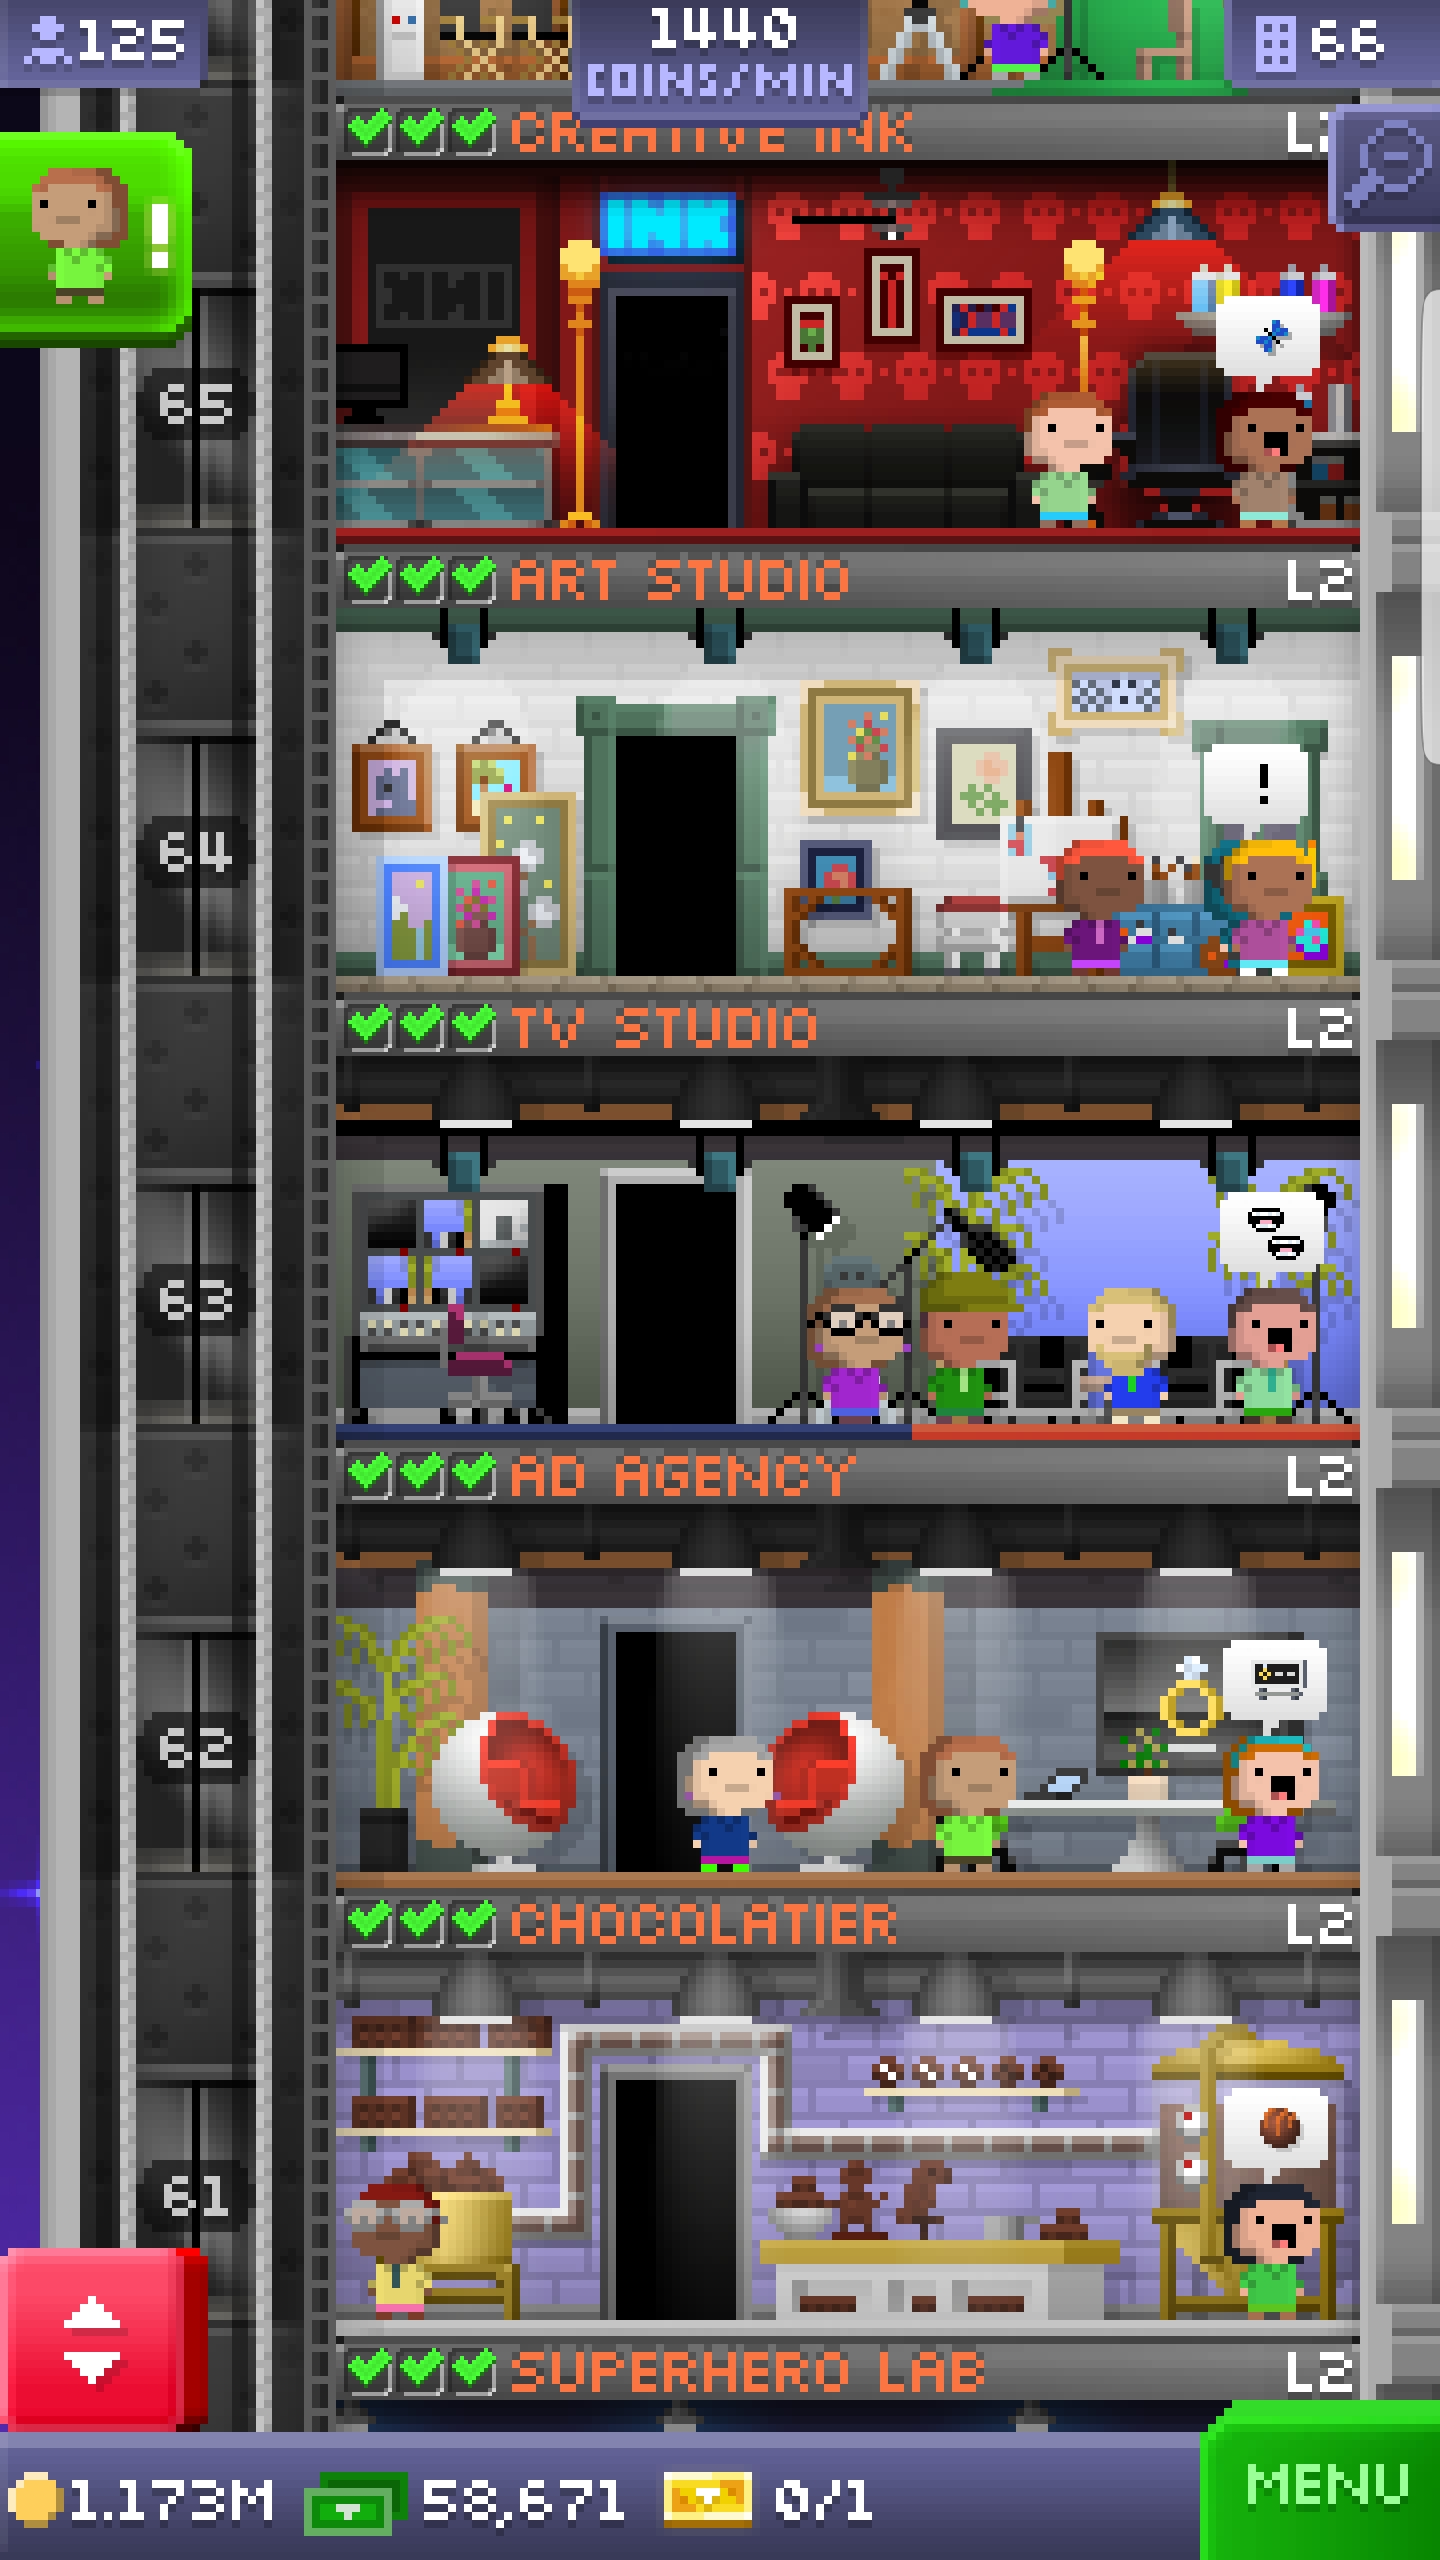 125
1440
COINS/MIN
66
CREATIVE INK
INK
65
ART STUDIO L2
!
!
64
TV STUDIO L2
63
AD AGENCY L2
62
CHOCOLATIER L2
61
SUPERHERO LAB L2
1.173M 58,671 0/1
MENU